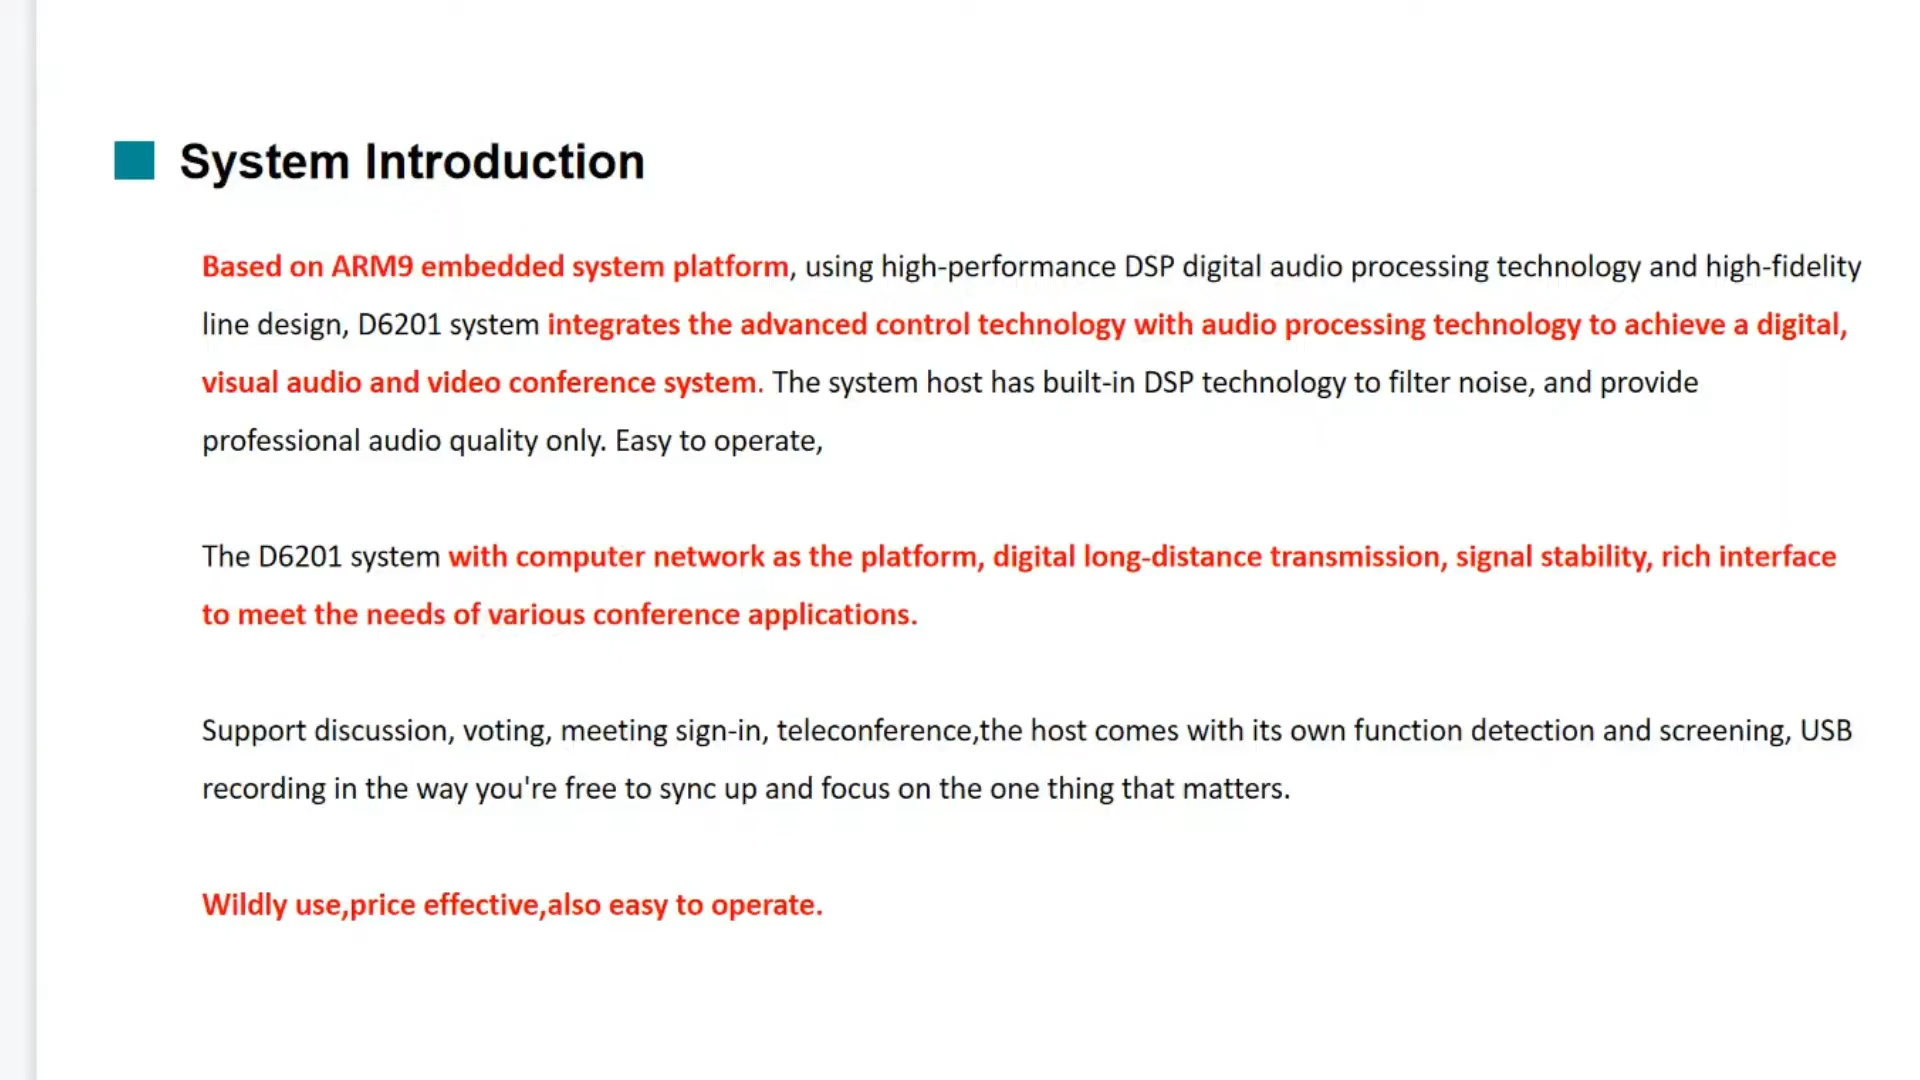 System Introduction
Based on ARM9 embedded system platform, using high-performance DSP digital audio processing technology and high-fidelity
line design, D6201 system integrates the advanced control technology with audio processing technology to achieve a digital,
visual audio and video conference system. The system host has built-in DSP technology to filter noise, and provide
professional audio quality only. Easy to operate,
The D6201 system with computer network as the platform, digital long-distance transmission, signal stability, rich interface
to meet the needs of various conference applications.
Support discussion, voting, meeting sign-in, teleconference,the host comes with its own function detection and screening, USB
recording in the way you're free to sync up and focus on the one thing that matters.
Wildly use,price effective,also easy to operate.